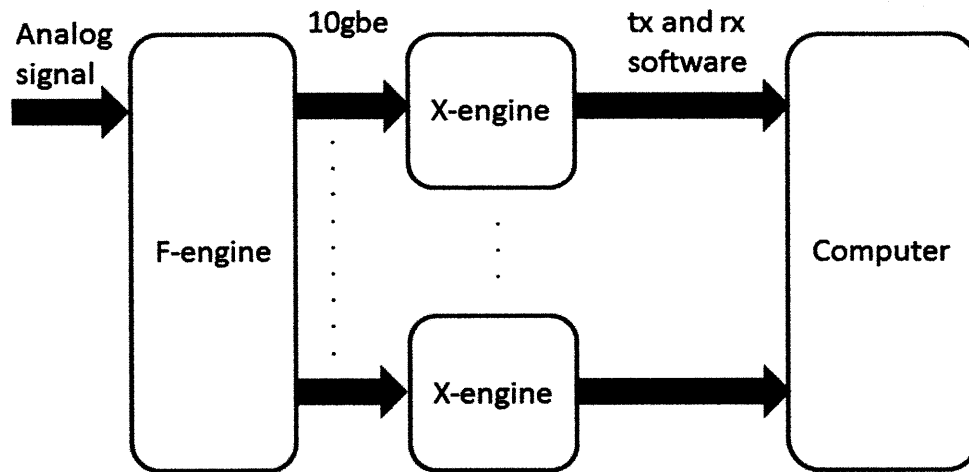 Analog
signal
10gbe
tx and rx
software
X-engine
F-engine
Computer
X-engine